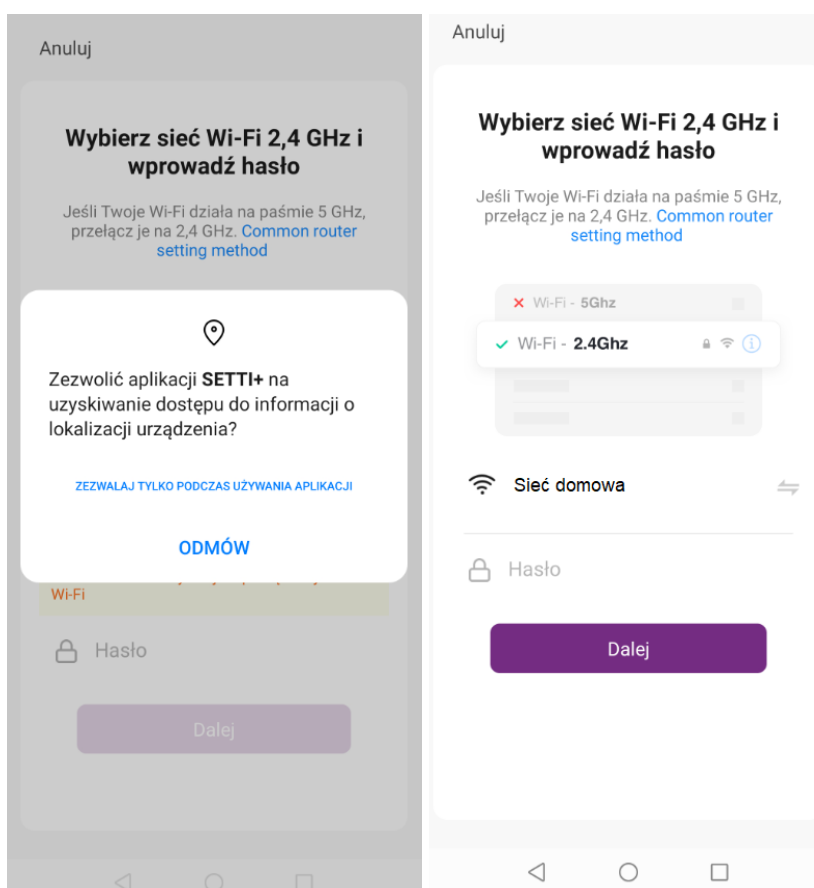 Anuluj
Wybierz sieć Wi-Fi 2,4 GHz i
wprowadź hasło
Jeśli Twoje Wi-Fi działa na paśmie 5 GHz,
przełącz je na 2,4 GHz. Common router
setting method
Zezwolić aplikacji SETTI+ na
uzyskiwanie dostępu do informacji o
lokalizacji urządzenia?
ZEZWALAJ TYLKO PODCZAS UŻYWANIA APLIKACJI
ODMÓW
Wi-Fi
Hasło
Dalej
Anuluj
Wybierz sieć Wi-Fi 2,4 GHz i
wprowadź hasło
Jeśli Twoje Wi-Fi działa na paśmie 5 GHz,
przełącz je na 2,4 GHz. Common router
setting method
Wi-Fi - 5Ghz
Wi-Fi - 2.4Ghz
Sieć domowa
Hasło
Dalej